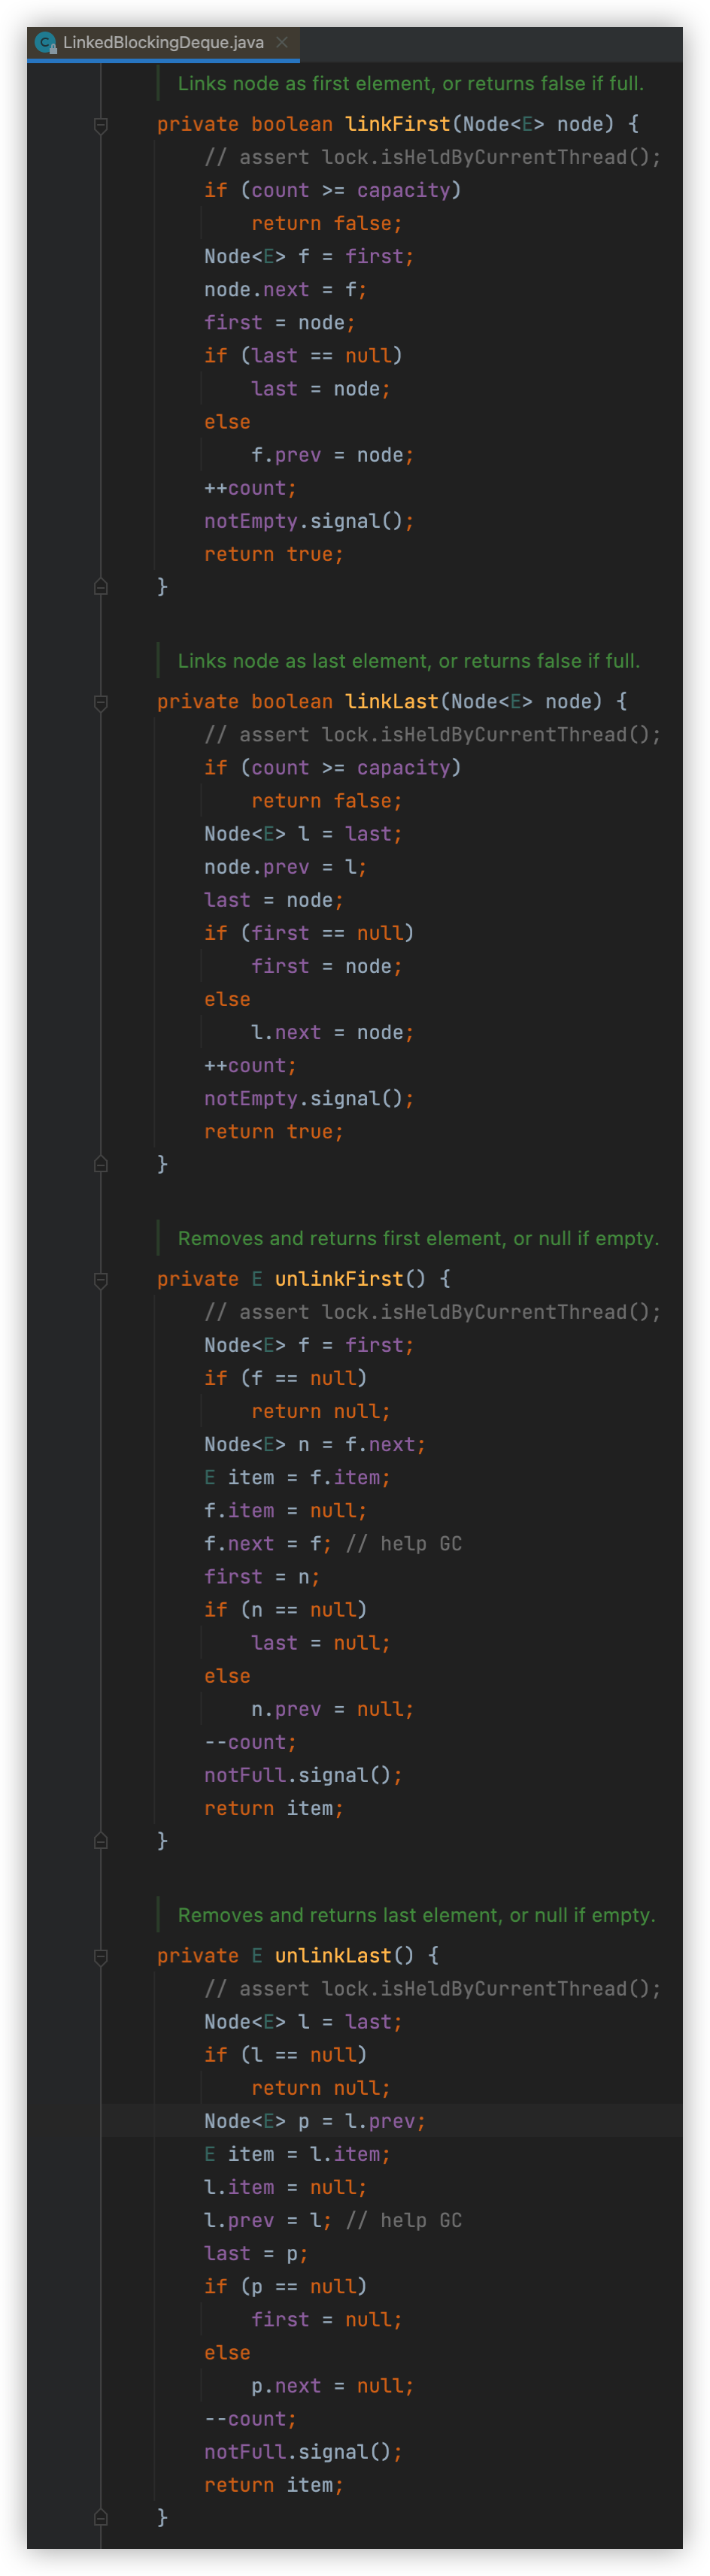 LinkedBlockingDeque.java
Links node as first element, or returns false if full.
private boolean linkFirst(Node<E> node) {
// assert lock.isHeldByCurrentThread();
if (count >= capacity)
return false;
Node<E> f = first;
node.next = f;
first = node;
if (last == null)
last = node;
else
f.prev = node;
++count;
notEmpty.signal();
return true;
}
Links node as last element, or returns false if full.
private boolean linkLast(Node<E> node) {
// assert lock.isHeldByCurrentThread();
if (count >= capacity)
return false;
Node<E> l = last;
node.prev = l;
last = node;
if (first == null)
first = node;
else
l.next = node;
++count;
notEmpty.signal();
return true;
}
Removes and returns first element, or null if empty.
private E unlinkFirst() {
// assert lock.isHeldByCurrentThread();
Node<E> f = first;
if (f == null)
return null;
Node<E> n = f.next;
E item = f.item;
f.item = null;
f.next = f; // help GC
first = n;
if (n == null)
last = null;
else
n.prev = null;
--count;
notFull.signal();
return item;
}
Removes and returns last element, or null if empty.
private E unlinkLast() {
// assert lock.isHeldByCurrentThread();
Node<E> l = last;
if (l == null)
return null;
Node<E> p = l.prev;
E item = l.item;
l.item = null;
l.prev = l; // help GC
last = p;
if (p == null)
first = null;
else
p.next = null;
--count;
notFull.signal();
return item;
}